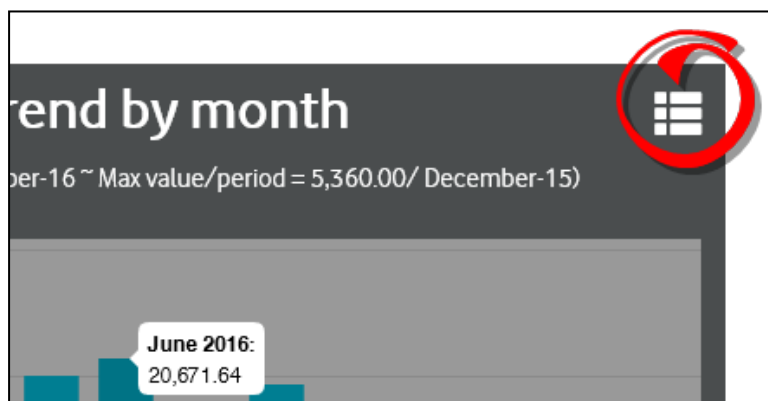 rend by month
ber-16 ~ Max value/period = 5,360.00/ December-15)
June 2016:
20,671.64